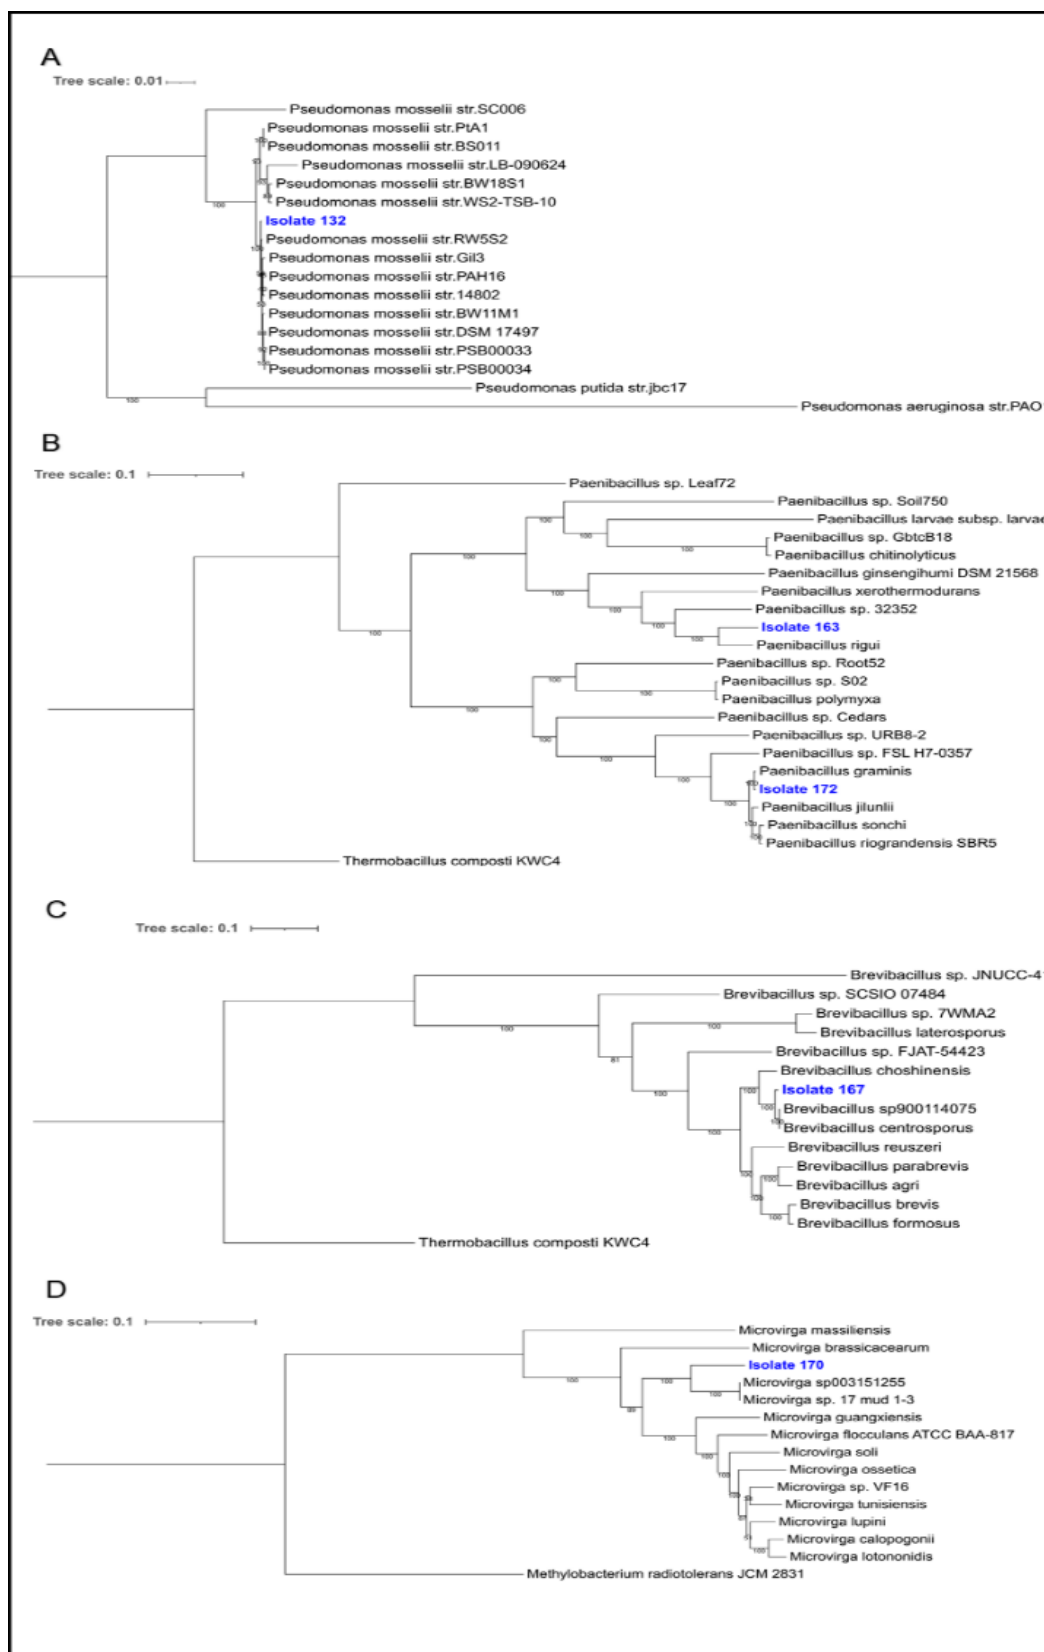 A
Tree scale: 0.01
Pseudomonas mosselii str.SC006
Pseudomonas mosselii str.PtA1
Pseudomonas mosselii str.BS011
Pseudomonas mosselii str.LB-090624
Pseudomonas mosselii str.BW18S1
Pseudomonas mosselii str.WS2-TSB-10
Isolate 132
Pseudomonas mosselii str.RW5S2
Pseudomonas mosselii str.Gil3
Pseudomonas mosselii str.PAH16
Pseudomonas mosselii str.14802
Pseudomonas mosselii str.BW11M1
Pseudomonas mosselii str.DSM 17497
Pseudomonas mosselii str.PSB00033
Pseudomonas mosselii str.PSB00034
Pseudomonas putida str.jbc17
100
Pseudomonas aeruginosa str.PAO1
B
Tree scale: 0.1
Paenibacillus sp. Leaf72
Paenibacillus sp. Soil750
Paenibacillus larvae subsp. larvae
Paenibacillus sp. GbtcB18
Paenibacillus chitinolyticus
Paenibacillus ginsengihumi DSM 21568
Paenibacillus xerothermodurans
Paenibacillus sp. 32352
Isolate 163
Paenibacillus rigui
Paenibacillus sp. Root52
Paenibacillus sp. S02
Paenibacillus polymyxa
Paenibacillus sp. Cedars
Paenibacillus sp. URB8-2
Paenibacillus sp. FSL H7-0357
Paenibacillus graminis
Isolate 172
Paenibacillus jilunlii
Paenibacillus sonchi
Paenibacillus riograndensis SBR5
Thermobacillus composti KWC4
C
Tree scale: 0.1
Brevibacillus sp. JNUCC-41
Brevibacillus sp. SCSIO 07484
Brevibacillus sp. 7WMA2
Brevibacillus laterosporus
Brevibacillus sp. FJAT-54423
Brevibacillus choshinensis
Isolate 167
Brevibacillus sp900114075
Brevibacillus centrosporus
Brevibacillus reuszeri
Brevibacillus parabrevis
Brevibacillus agri
Brevibacillus brevis
Brevibacillus formosus
Thermobacillus composti KWC4
D
Tree scale: 0.1
Microvirga massiliensis
Microvirga brassicacearum
Isolate 170
Microvirga sp003151255
Microvirga sp. 17 mud 1-3
Microvirga guangxiensis
Microvirga flocculans ATCC BAA-817
Microvirga soli
Microvirga ossetica
Microvirga sp. VF16
Microvirga tunisiensis
Microvirga lupini
Microvirga calopogonii
Microvirga lotononidis
Methylobacterium radiotolerans JCM 2831